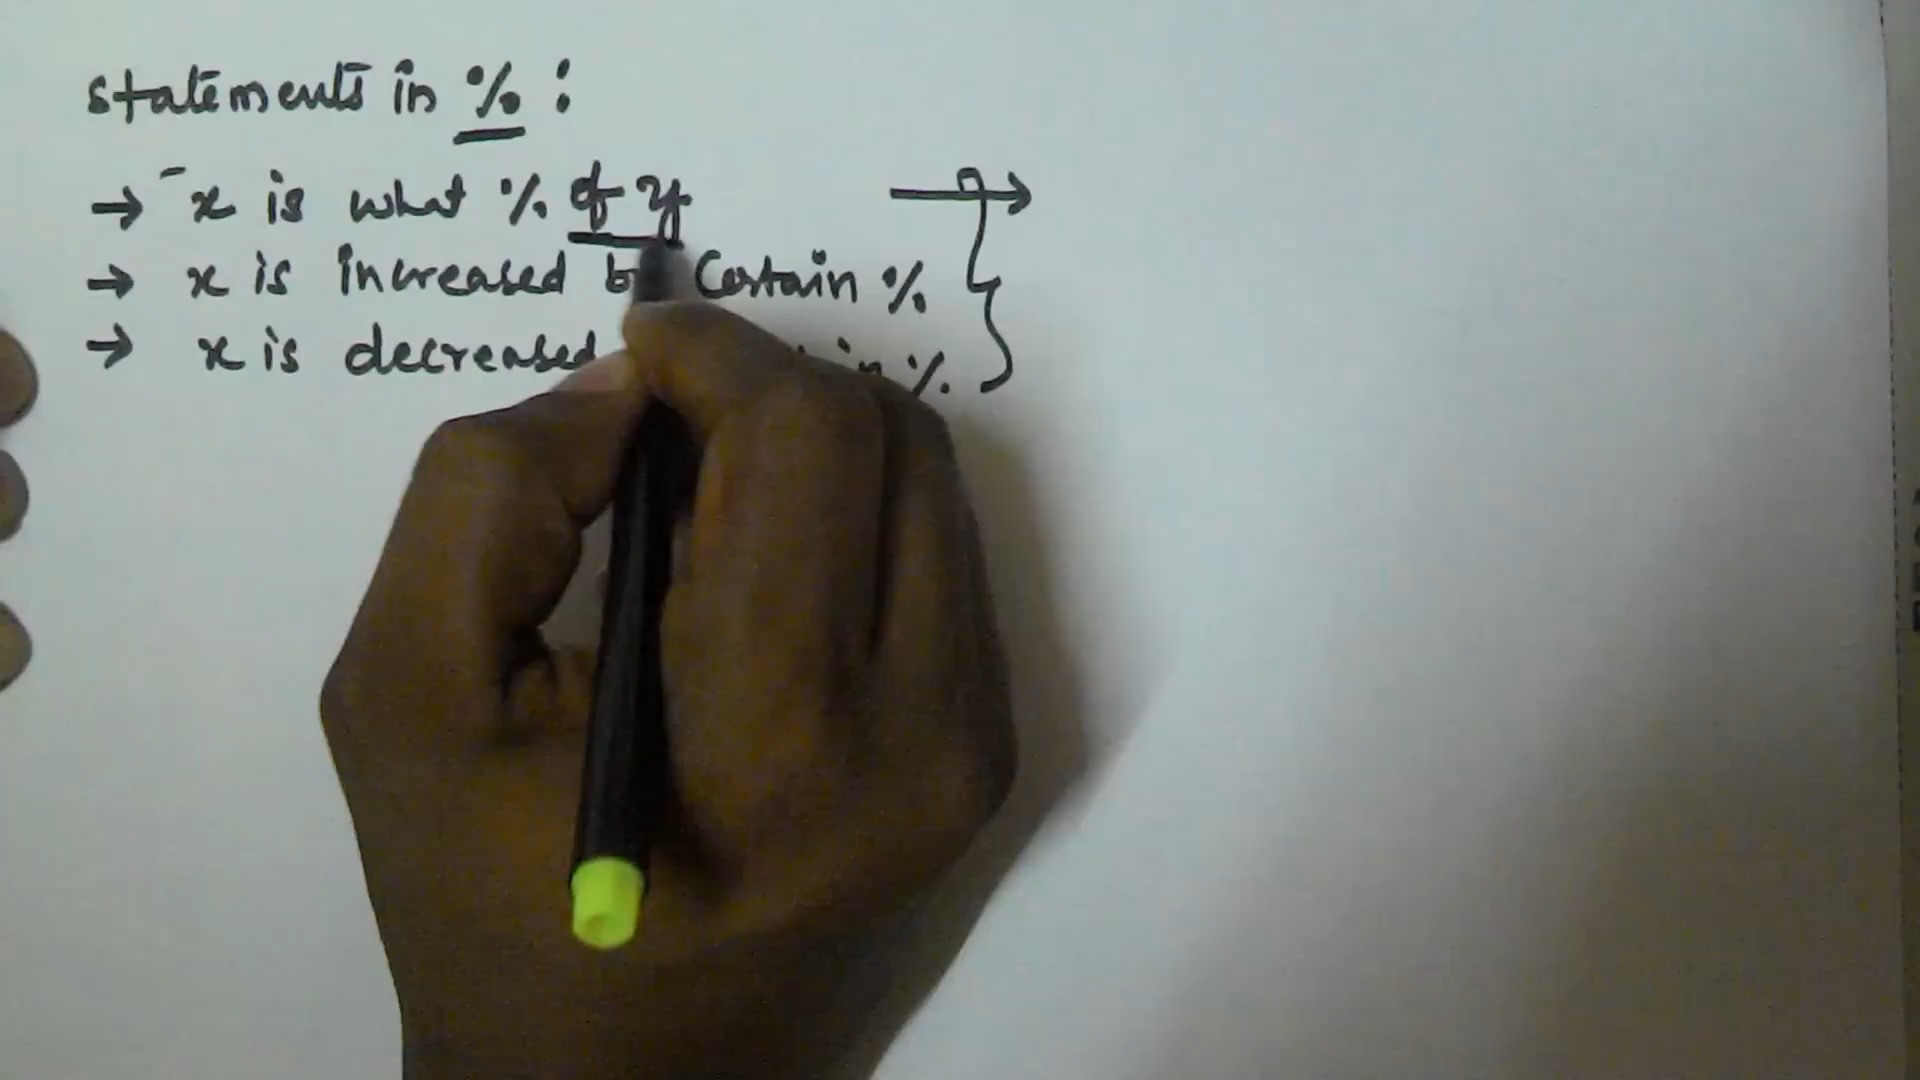 statements in % :
→ x is what % of y →
→ x is increased Certain %
→ x is decreased %